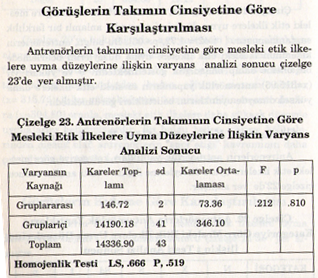 Görüşlerin Takımın Cinsiyetine Göre
Karşılaştırılması
Antrenörlerin takımının cinsiyetine göre mesleki etik ilke-
lere uyma düzeylerine ilişkin varyans analizi sonucu çizelge
23'de yer almıştır.
Çizelge 23. Antrenörlerin Takımının Cinsiyetine Göre
Mesleki Etik İlkelere Uyma Düzeylerine İlişkin Varyans
Analizi Sonucu
Varyansın Kareler Top- sd Kareler Orta- F p
Kaynağı lamı laması
Gruplararası 146.72 2 73.36 .212 .810
Gruplariçi 14190.18 41 346.10
Toplam 14336.90 43
Homojenlik Testi LS, .666 P, .519